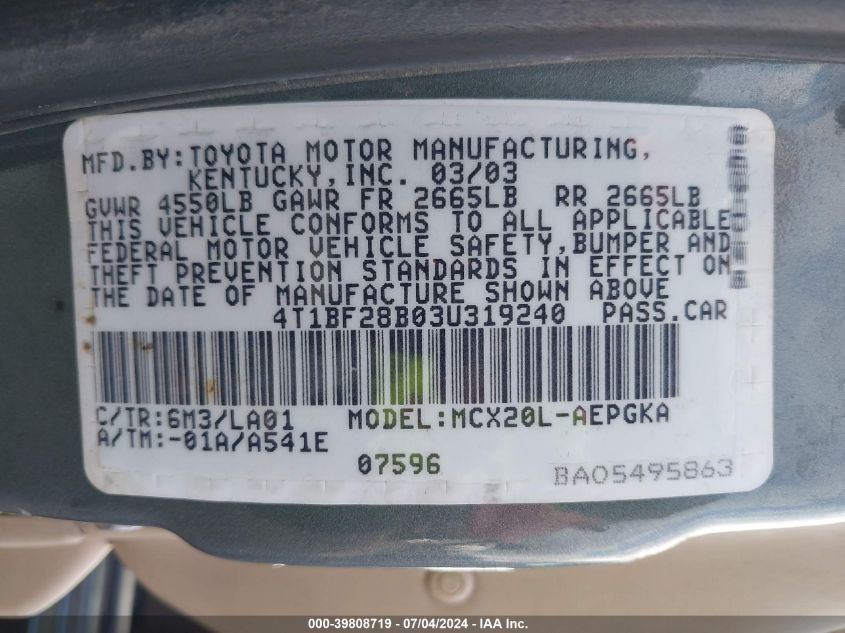 MFD.BY:TOYOTA MOTOR MANUFACTURING,
KENTUCKY,INC. 03/03
GVWR 4550LB GAWR FR 2665LB RR 2665LB
THIS VEHICLE CONFORMS TO ALL APPLICABLE
FEDERAL MOTOR VEHICLE SAFETY,BUMPER AND
THEFT PREVENTION STANDARDS IN EFFECT ON
THE DATE OF MANUFACTURE SHOWN ABOVE
4T1BF28B03U319240 PASS.CAR
C/TR:6M3/LA01 MODEL:MCX20L-AEPGKA
A/TM:-01A/A541E
07596
BA05495863
000-39808719 - 07/04/2024 - IAA Inc.